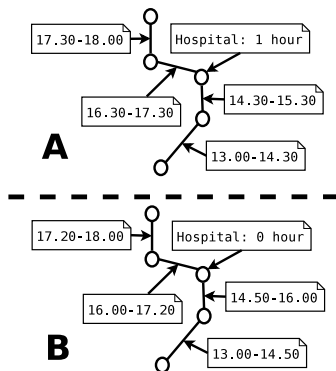 17.30-18.00
Hospital: 1 hour
16.30-17.30
14.30-15.30
A
13.00-14.30
17.20-18.00
Hospital: 0 hour
16.00-17.20
14.50-16.00
B
13.00-14.50